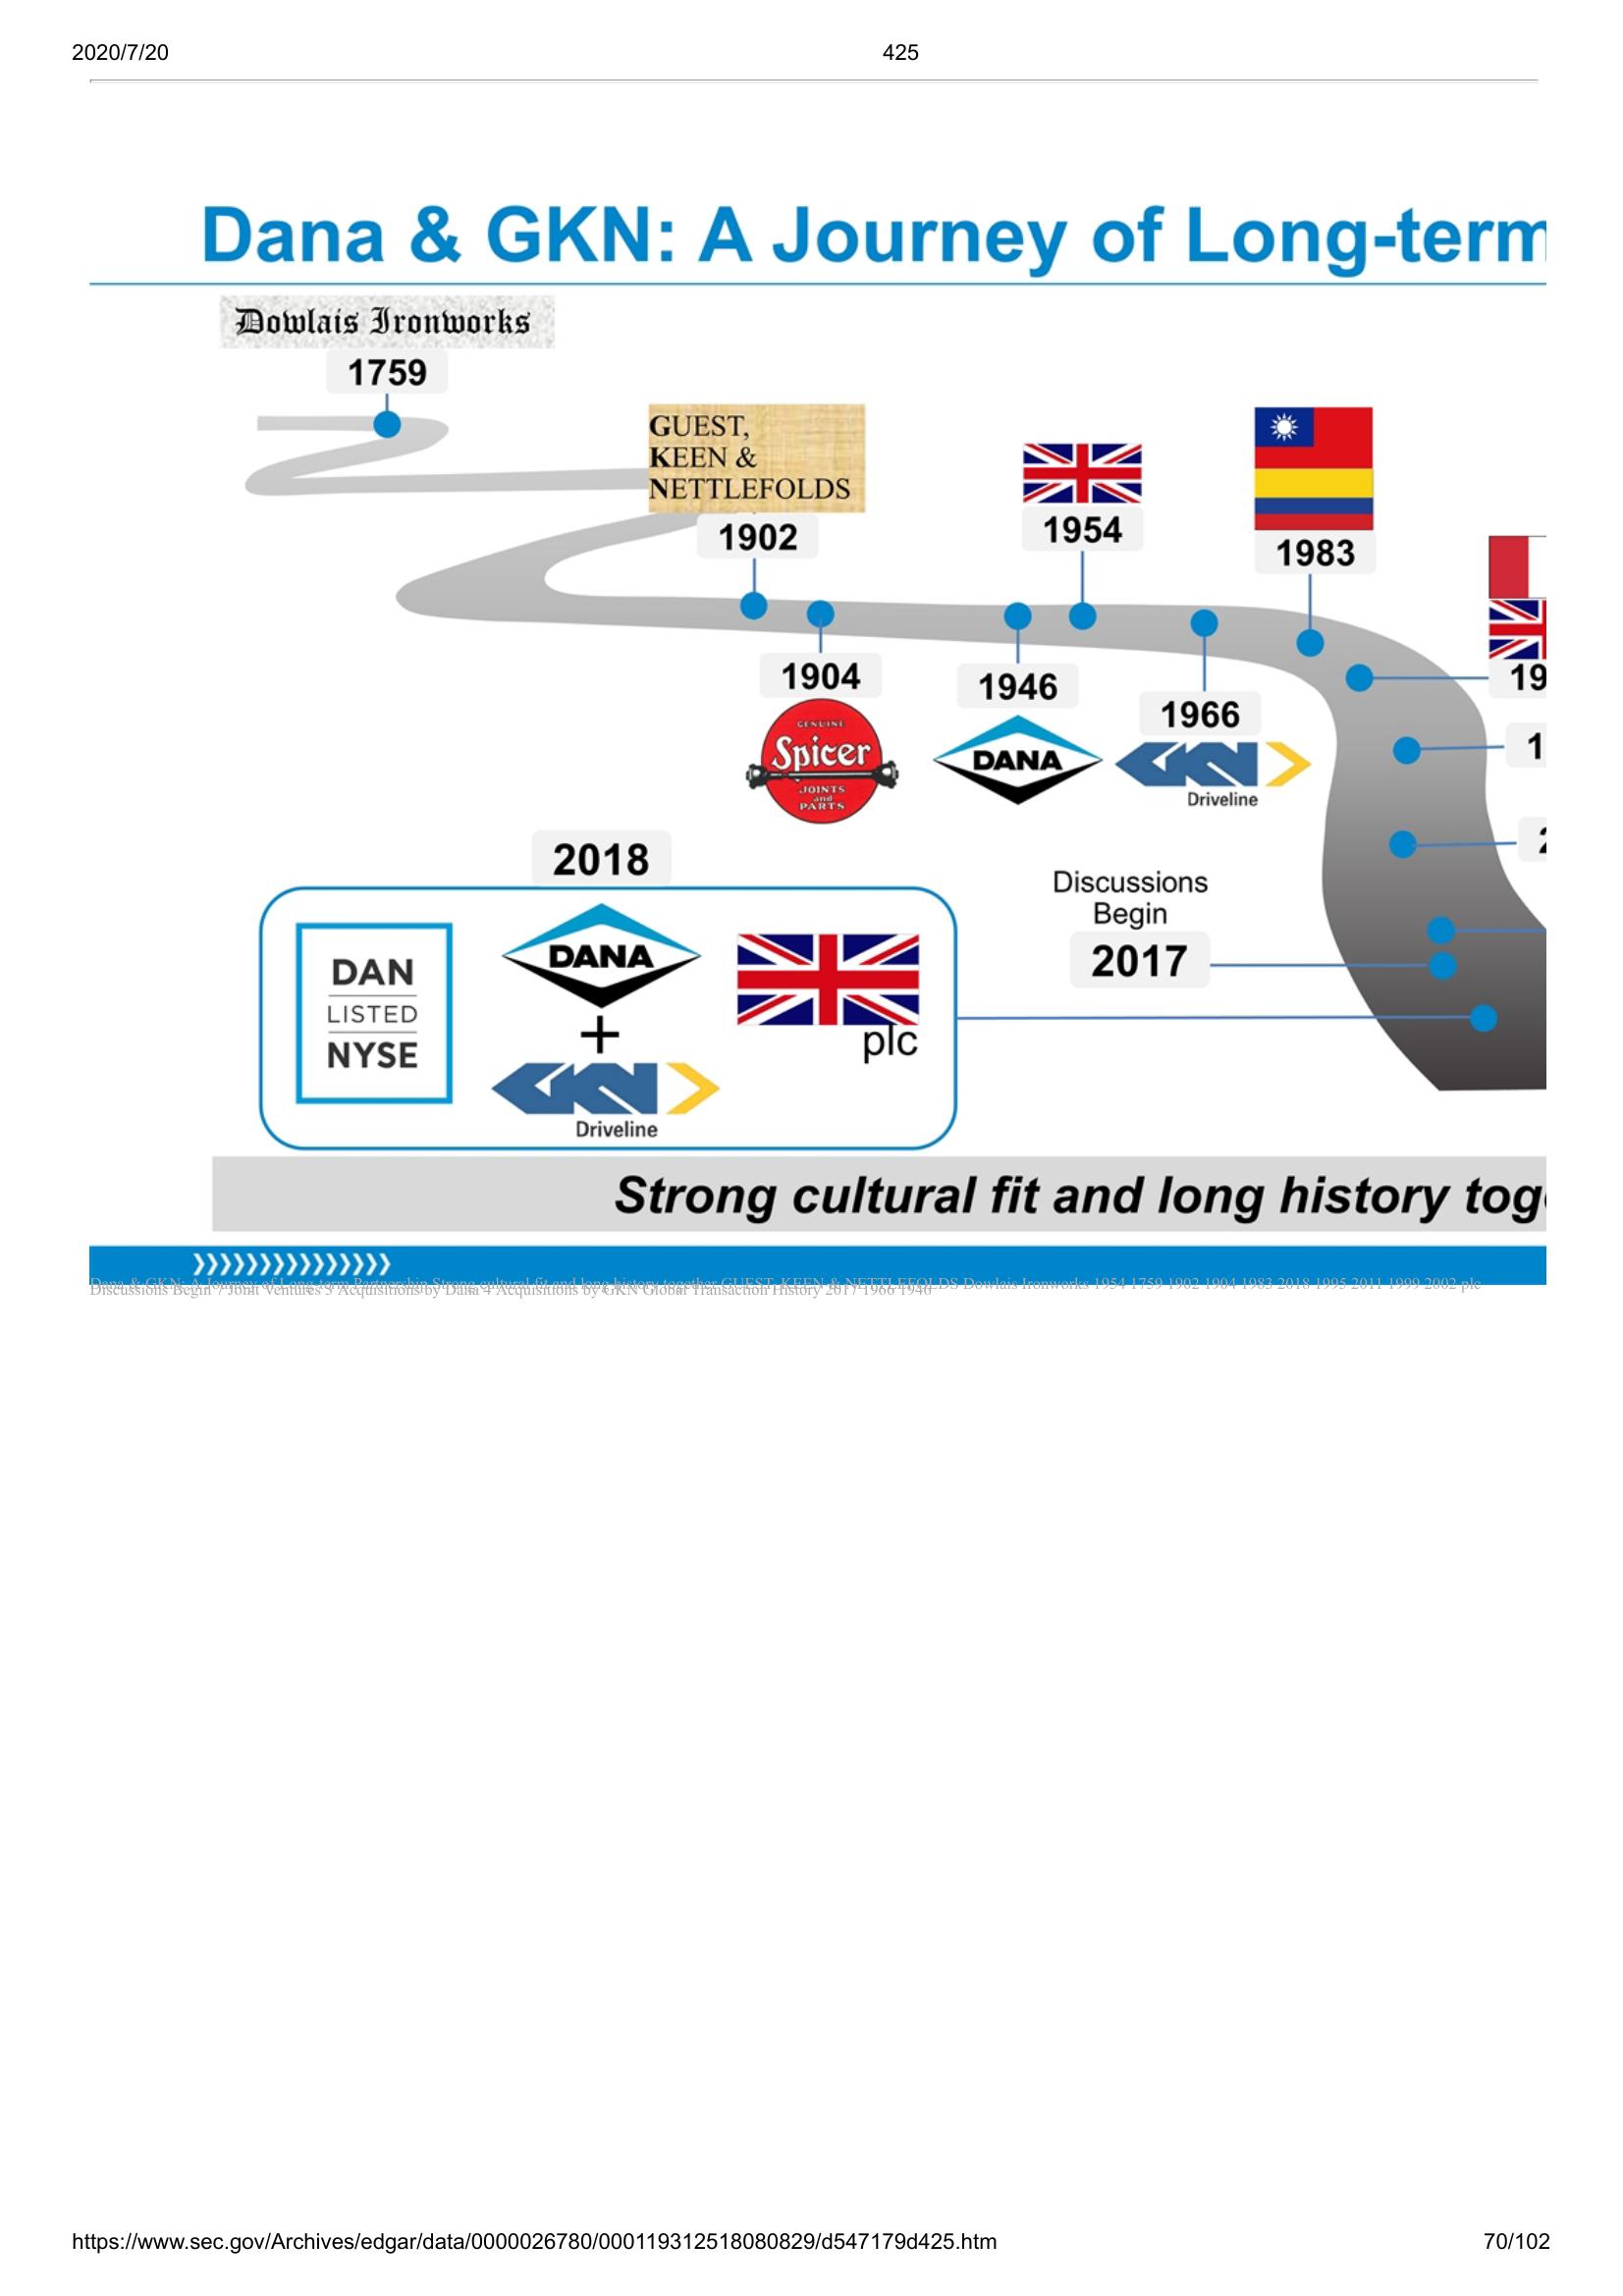 2020/7/20
425
Dana & GKN: A Journey of Long-term
Dowlais Ironworks
1759
GUEST,
KEEN &
NETTLEFOLDS
1902
1954
1983
1904
1946
1966
19
1
GENUINE
Spicer
JOINTS
and
PARTS
DANA
GKN
Driveline
2018
Discussions
Begin
2017
DAN
LISTED
NYSE
DANA
+
GKN
Driveline
plc
Strong cultural fit and long history tog
Dana & GKN: A Journey of Long-term Partnership Strong cultural fit and long history together GUEST, KEEN & NETTLEFOLDS Dowlais Ironworks 1954 1759 1902 1904 1983 2018 1995 2011 1999 2002 plc
Discussions Begin 7 Joint Ventures 3 Acquisitions by Dana 4 Acquisitions by GKN Global Transaction History 2017 1966 1946
https://www.sec.gov/Archives/edgar/data/0000026780/000119312518080829/d547179d425.htm
70/102